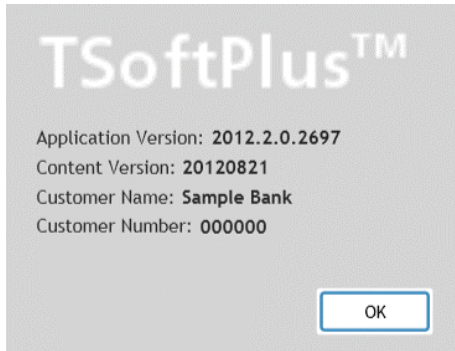 TSoftPlus™
Application Version: 2012.2.0.2697
Content Version: 20120821
Customer Name: Sample Bank
Customer Number: 000000
OK